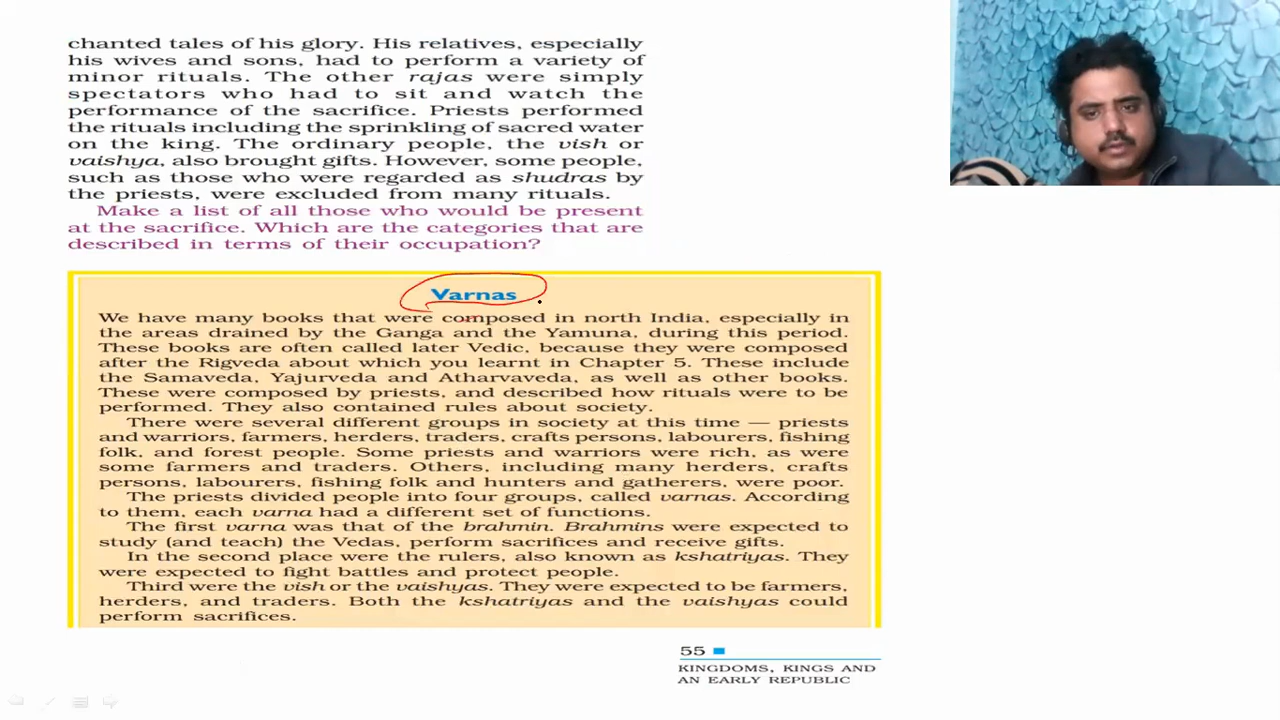 chanted tales of his glory. His relatives, especially
his wives and sons, had to perform a variety of
minor rituals. The other rajas were simply
spectators who had to sit and watch the
performance of the sacrifice. Priests performed
the rituals including the sprinkling of sacred water
on the king. The ordinary people, the vish or
vaishya, also brought gifts. However, some people,
such as those who were regarded as shudras by
the priests, were excluded from many rituals.
Make a list of all those who would be present
at the sacrifice. Which are the categories that are
described in terms of their occupation?
Varnas
We have many books that were composed in north India, especially in
the areas drained by the Ganga and the Yamuna, during this period.
These books are often called later Vedic, because they were composed
after the Rigveda about which you learnt in Chapter 5. These include
the Samaveda, Yajurveda and Atharvaveda, as well as other books.
These were composed by priests, and described how rituals were to be
performed. They also contained rules about society.
There were several different groups in society at this time — priests
and warriors, farmers, herders, traders, crafts persons, labourers, fishing
folk, and forest people. Some priests and warriors were rich, as were
some farmers and traders. Others, including many herders, crafts
persons, labourers, fishing folk and hunters and gatherers, were poor.
The priests divided people into four groups, called varnas. According
to them, each varna had a different set of functions.
The first varna was that of the brahmin. Brahmins were expected to
study (and teach) the Vedas, perform sacrifices and receive gifts.
In the second place were the rulers, also known as kshatriyas. They
were expected to fight battles and protect people.
Third were the vish or the vaishyas. They were expected to be farmers,
herders, and traders. Both the kshatriyas and the vaishyas could
perform sacrifices.
55
KINGDOMS, KINGS AND
AN EARLY REPUBLIC